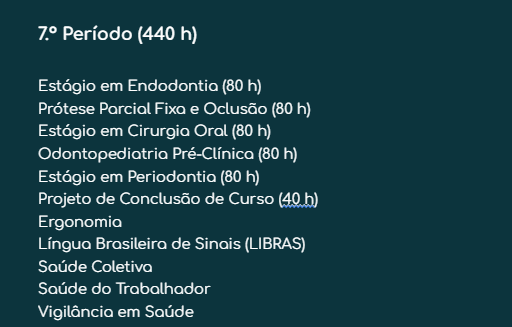 7.º Período (440 h)
Estágio em Endodontia (80 h)
Prótese Parcial Fixa e Oclusão (80 h)
Estágio em Cirurgia Oral (80 h)
Odontopediatria Pré-Clínica (80 h)
Estágio em Periodontia (80 h)
Projeto de Conclusão de Curso (40 h)
Ergonomia
Língua Brasileira de Sinais (LIBRAS)
Saúde Coletiva
Saúde do Trabalhador
Vigilância em Saúde